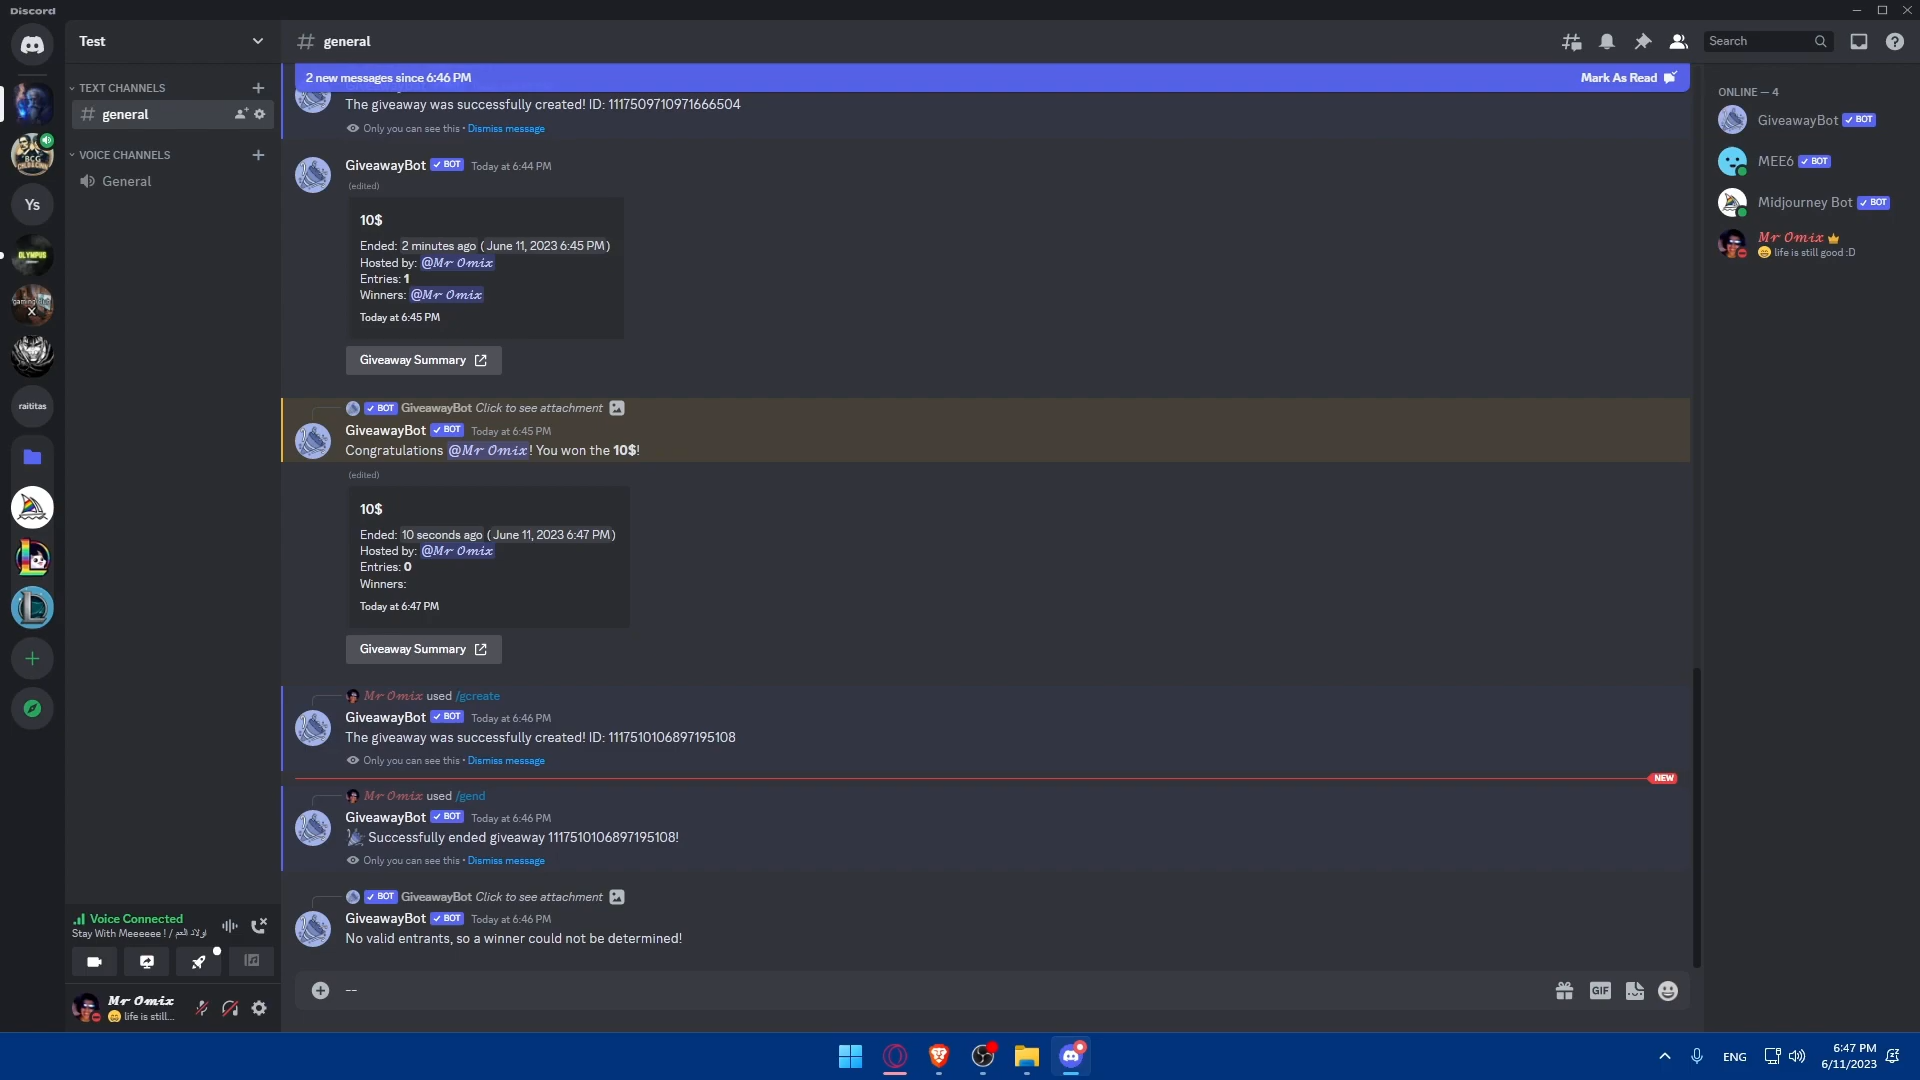 Discord
Test
general
Search
TEXT CHANNELS
general
VOICE CHANNELS
General
Ys
OLYMPUS
X
raititas
2 new messages since 6:46 PM
Mark As Read
The giveaway was successfully created! ID: 1117509710971666504
Only you can see this • Dismiss message
GiveawayBot BOT Today at 6:44 PM
(edited)
10$
Ended: 2 minutes ago (June 11, 2023 6:45 PM)
Hosted by: @Mr Omix
Entries: 1
Winners: @Mr Omix
Today at 6:45 PM
Giveaway Summary
BOT GiveawayBot Click to see attachment
GiveawayBot BOT Today at 6:45 PM
Congratulations @Mr Omix! You won the 10$!
(edited)
10$
Ended: 10 seconds ago (June 11, 2023 6:47 PM)
Hosted by: @Mr Omix
Entries: 0
Winners:
Today at 6:47 PM
Giveaway Summary
Mr Omix used /gcreate
GiveawayBot BOT Today at 6:46 PM
The giveaway was successfully created! ID: 1117510106897195108
Only you can see this • Dismiss message
NEW
Mr Omix used /gend
GiveawayBot BOT Today at 6:46 PM
Successfully ended giveaway 1117510106897195108!
Only you can see this • Dismiss message
BOT GiveawayBot Click to see attachment
GiveawayBot BOT Today at 6:46 PM
No valid entrants, so a winner could not be determined!
--
GIF
ONLINE — 4
GiveawayBot BOT
MEE6 BOT
Midjourney Bot BOT
Mr Omix
life is still good :D
Voice Connected
Stay With Meeeeee ! / اولاد العم
Mr Omix
life is still...
ENG
6:47 PM
6/11/2023